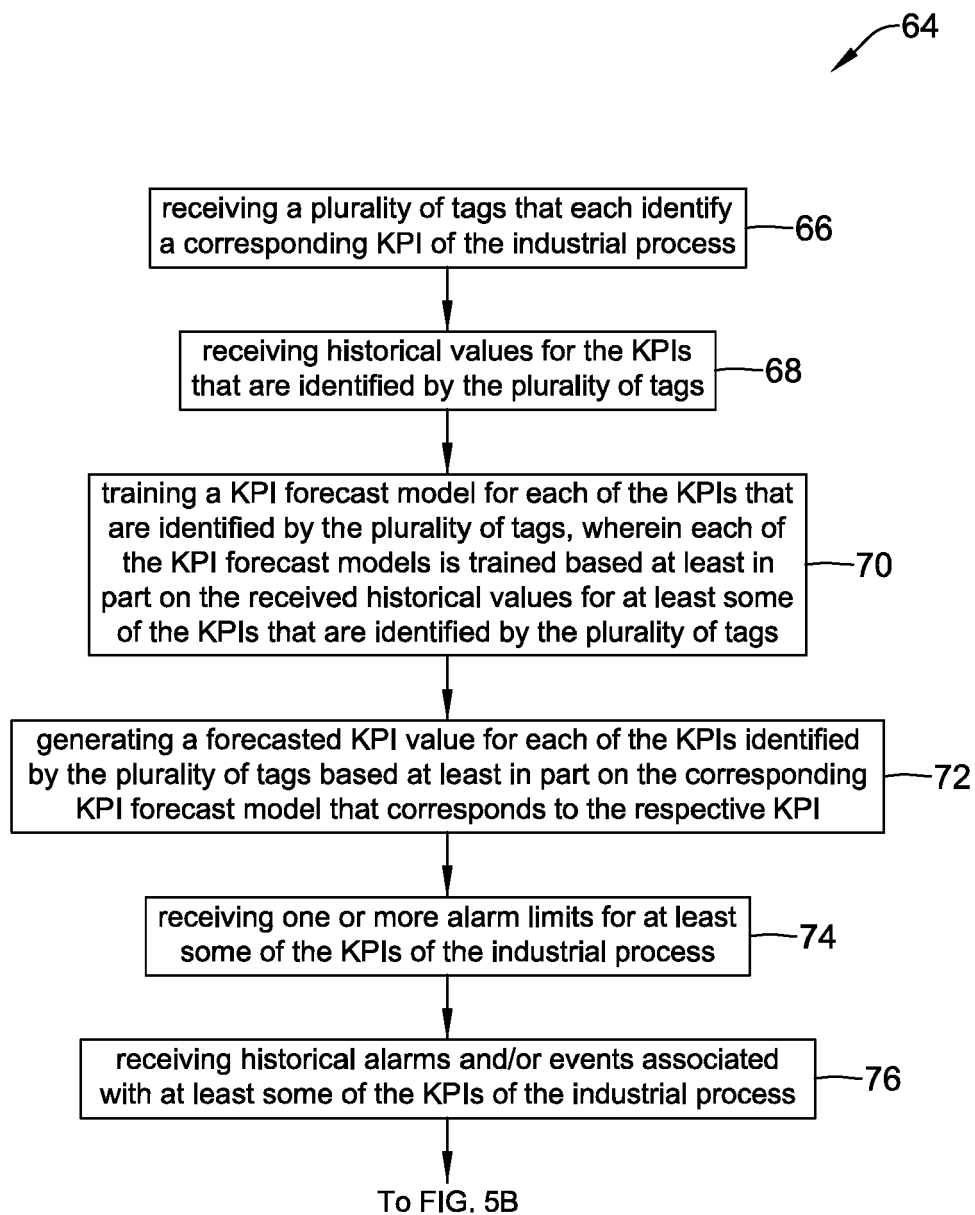 64
receiving a plurality of tags that each identify
a corresponding KPI of the industrial process
66
receiving historical values for the KPIs
that are identified by the plurality of tags
68
training a KPI forecast model for each of the KPIs that
are identified by the plurality of tags, wherein each of
the KPI forecast models is trained based at least in
part on the received historical values for at least some
of the KPIs that are identified by the plurality of tags
70
generating a forecasted KPI value for each of the KPIs identified
by the plurality of tags based at least in part on the corresponding
KPI forecast model that corresponds to the respective KPI
72
receiving one or more alarm limits for at least
some of the KPIs of the industrial process
74
receiving historical alarms and/or events associated
with at least some of the KPIs of the industrial process
76
To FIG. 5B